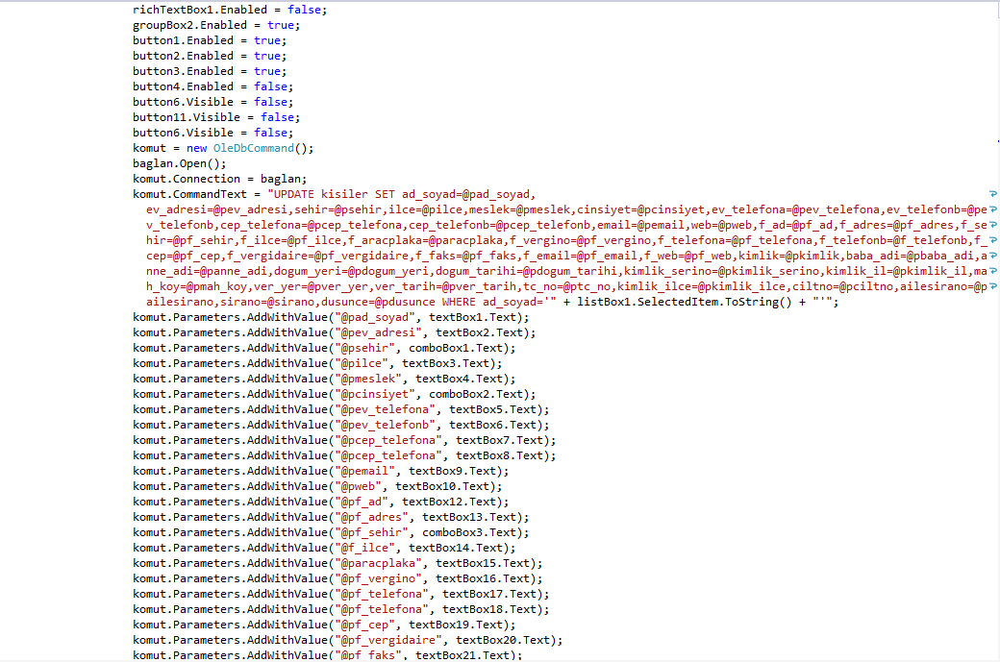 richTextBox1.Enabled = false;
groupBox2.Enabled = true;
button1.Enabled = true;
button2.Enabled = true;
button3.Enabled = true;
button4.Enabled = false;
button6.Visible = false;
button11.Visible = false;
button6.Visible = false;
komut = new OleDbCommand();
baglan.Open();
komut.Connection = baglan;
komut.CommandText = "UPDATE kisiler SET ad_soyad=@pad_soyad,
ev_adresi=@pev_adresi,sehir=@psehir,ilce=@pilce,meslek=@pmeslek,cinsiyet=@pcinsiyet,ev_telefona=@pev_telefona,ev_telefonb=@pe
v_telefonb,cep_telefona=@pcep_telefona,cep_telefonb=@pcep_telefonb,email=@pemail,web=@pweb,f_ad=@pf_ad,f_adres=@pf_adres,f_se
hir=@pf_sehir,f_ilce=@pf_ilce,f_aracplaka=@paracplaka,f_vergino=@pf_vergino,f_telefona=@pf_telefona,f_telefonb=@f_telefonb,f_
cep=@pf_cep,f_vergidaire=@pf_vergidaire,f_faks=@pf_faks,f_email=@pf_email,f_web=@pf_web,kimlik=@pkimlik,baba_adi=@pbaba_adi,a
nne_adi=@panne_adi,dogum_yeri=@pdogum_yeri,dogum_tarihi=@pdogum_tarihi,kimlik_serino=@pkimlik_serino,kimlik_il=@pkimlik_il,ma
h_koy=@pmah_koy,ver_yer=@pver_yer,ver_tarih=@pver_tarih,tc_no=@ptc_no,kimlik_ilce=@pkimlik_ilce,ciltno=@pciltno,ailesirano=@p
ailesirano,sirano=@sirano,dusunce=@pdusunce WHERE ad_soyad='" + listBox1.SelectedItem.ToString() + "'";
komut.Parameters.AddWithValue("@pad_soyad", textBox1.Text);
komut.Parameters.AddWithValue("@pev_adresi", textBox2.Text);
komut.Parameters.AddWithValue("@psehir", comboBox1.Text);
komut.Parameters.AddWithValue("@pilce", textBox3.Text);
komut.Parameters.AddWithValue("@pmeslek", textBox4.Text);
komut.Parameters.AddWithValue("@pcinsiyet", comboBox2.Text);
komut.Parameters.AddWithValue("@pev_telefona", textBox5.Text);
komut.Parameters.AddWithValue("@pev_telefonb", textBox6.Text);
komut.Parameters.AddWithValue("@pcep_telefona", textBox7.Text);
komut.Parameters.AddWithValue("@pcep_telefona", textBox8.Text);
komut.Parameters.AddWithValue("@pemail", textBox9.Text);
komut.Parameters.AddWithValue("@pweb", textBox10.Text);
komut.Parameters.AddWithValue("@pf_ad", textBox12.Text);
komut.Parameters.AddWithValue("@pf_adres", textBox13.Text);
komut.Parameters.AddWithValue("@pf_sehir", comboBox3.Text);
komut.Parameters.AddWithValue("@f_ilce", textBox14.Text);
komut.Parameters.AddWithValue("@paracplaka", textBox15.Text);
komut.Parameters.AddWithValue("@pf_vergino", textBox16.Text);
komut.Parameters.AddWithValue("@pf_telefona", textBox17.Text);
komut.Parameters.AddWithValue("@pf_telefona", textBox18.Text);
komut.Parameters.AddWithValue("@pf_cep", textBox19.Text);
komut.Parameters.AddWithValue("@pf_vergidaire", textBox20.Text);
komut.Parameters.AddWithValue("@pf_faks", textBox21.Text);